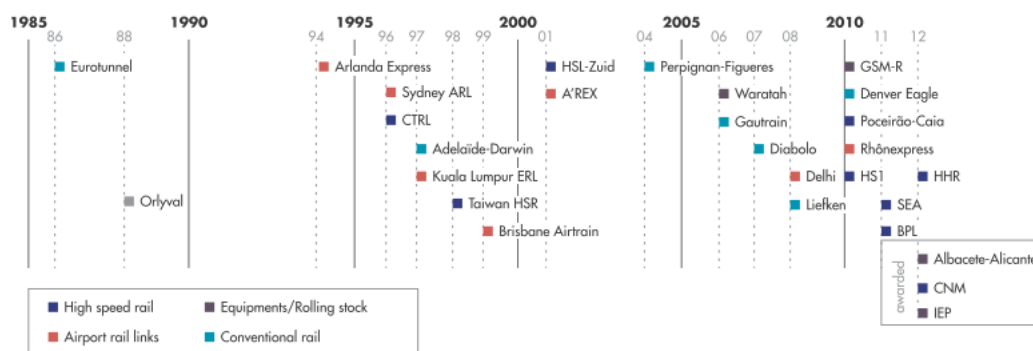 1985 1990 1995 2000 2005 2010
86 88 94 96 97 98 99 01 04 06 07 08 11 12
Eurotunnel Arlanda Express HSL-Zuid Perpignan-Figueres GSM-R
Sydney ARL A'REX Waratah Denver Eagle
CTRL Gautrain Poceirão-Caia
Adelaïde-Darwin Diabolo Rhônexpress
Kuala Lumpur ERL Delhi HS1 HHR
Orlyval Taiwan HSR Liefken SEA
Brisbane Airtrain BPL
awarded
Albacete-Alicante
CNM
IEP
High speed rail Equipments/Rolling stock
Airport rail links Conventional rail